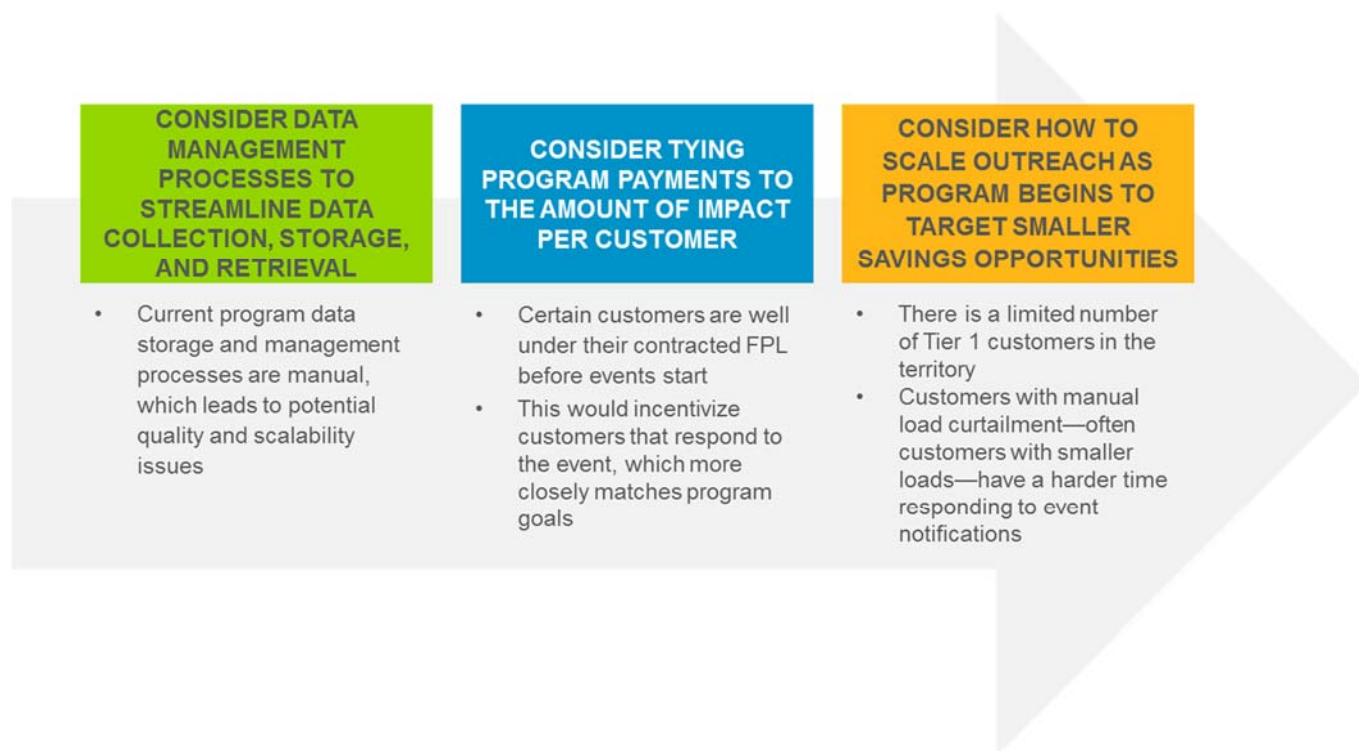 CONSIDER DATA
MANAGEMENT
PROCESSES TO
STREAMLINE DATA
COLLECTION, STORAGE,
AND RETRIEVAL
• Current program data
storage and management
processes are manual,
which leads to potential
quality and scalability
issues
CONSIDER TYING
PROGRAM PAYMENTS TO
THE AMOUNT OF IMPACT
PER CUSTOMER
• Certain customers are well
under their contracted FPL
before events start
• This would incentivize
customers that respond to
the event, which more
closely matches program
goals
CONSIDER HOW TO
SCALE OUTREACH AS
PROGRAM BEGINS TO
TARGET SMALLER
SAVINGS OPPORTUNITIES
• There is a limited number
of Tier 1 customers in the
territory
• Customers with manual
load curtailment—often
customers with smaller
loads—have a harder time
responding to event
notifications